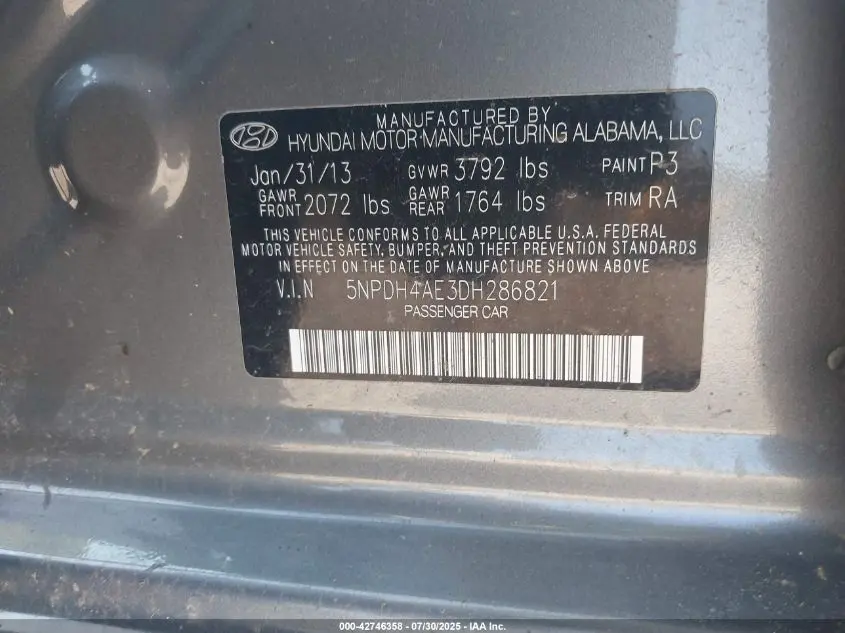 MANUFACTURED BY
HYUNDAI MOTOR MANUFACTURING ALABAMA, LLC
Jan/31/13 GVWR 3792 lbs PAINT P3
GAWR FRONT 2072 lbs GAWR REAR 1764 lbs TRIM RA
THIS VEHICLE CONFORMS TO ALL APPLICABLE U.S.A. FEDERAL
MOTOR VEHICLE SAFETY, BUMPER, AND THEFT PREVENTION STANDARDS
IN EFFECT ON THE DATE OF MANUFACTURE SHOWN ABOVE
V.I.N 5NPDH4AE3DH286821
PASSENGER CAR
000-42746358 - 07/30/2025 - IAA Inc.